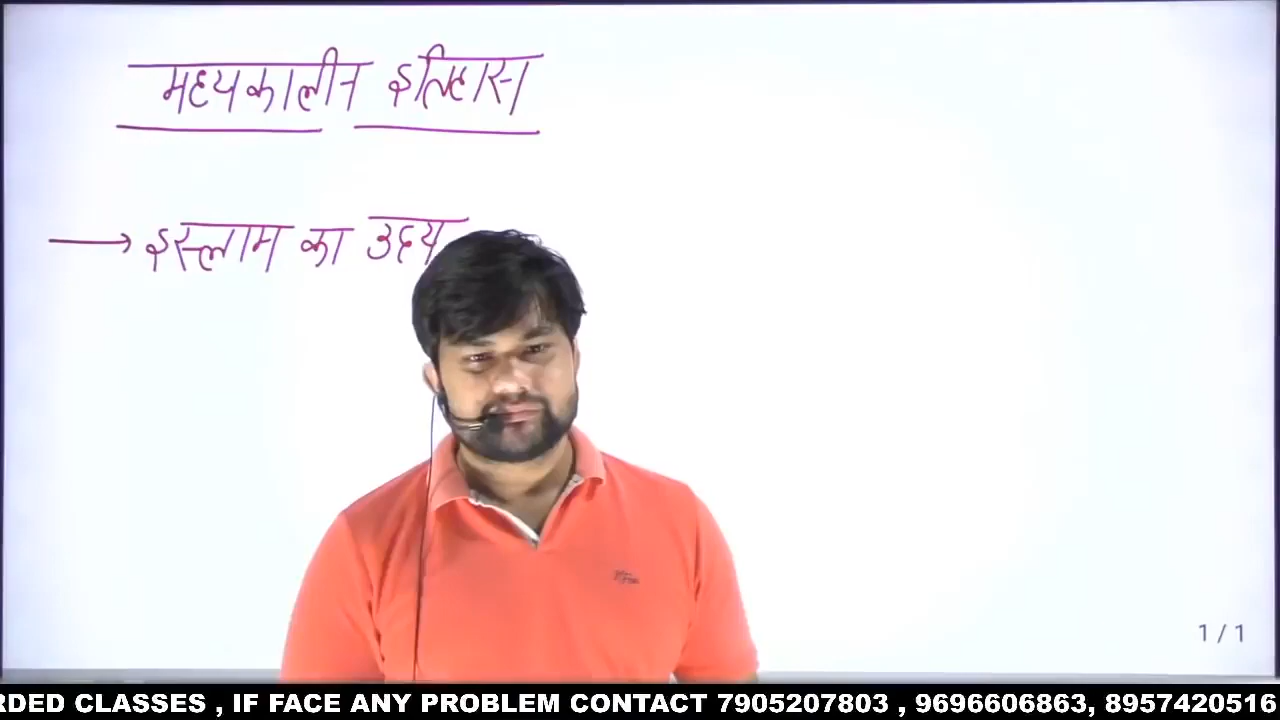 मध्यकालीन इतिहास
→ इस्लाम का उदय
1 / 1
RDED CLASSES , IF FACE ANY PROBLEM CONTACT 7905207803 , 9696606863, 8957420516